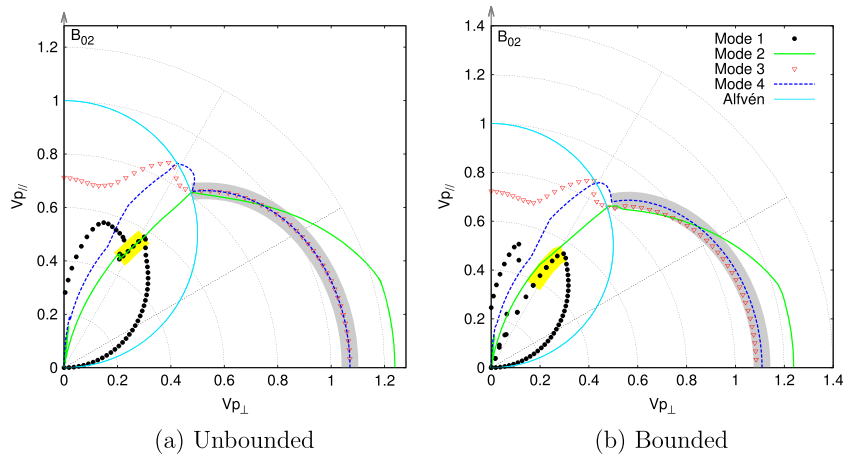 B02
1.2
1
0.8
0.6
0.4
0.2
0
Vp//
0 0.2 0.4 0.6 0.8 1 1.2
Vp⊥
(a) Unbounded
B02
Mode 1
Mode 2
Mode 3
Mode 4
Alfvén
1.4
1.2
1
0.8
0.6
0.4
0.2
0
Vp//
0 0.2 0.4 0.6 0.8 1 1.2 1.4
Vp⊥
(b) Bounded